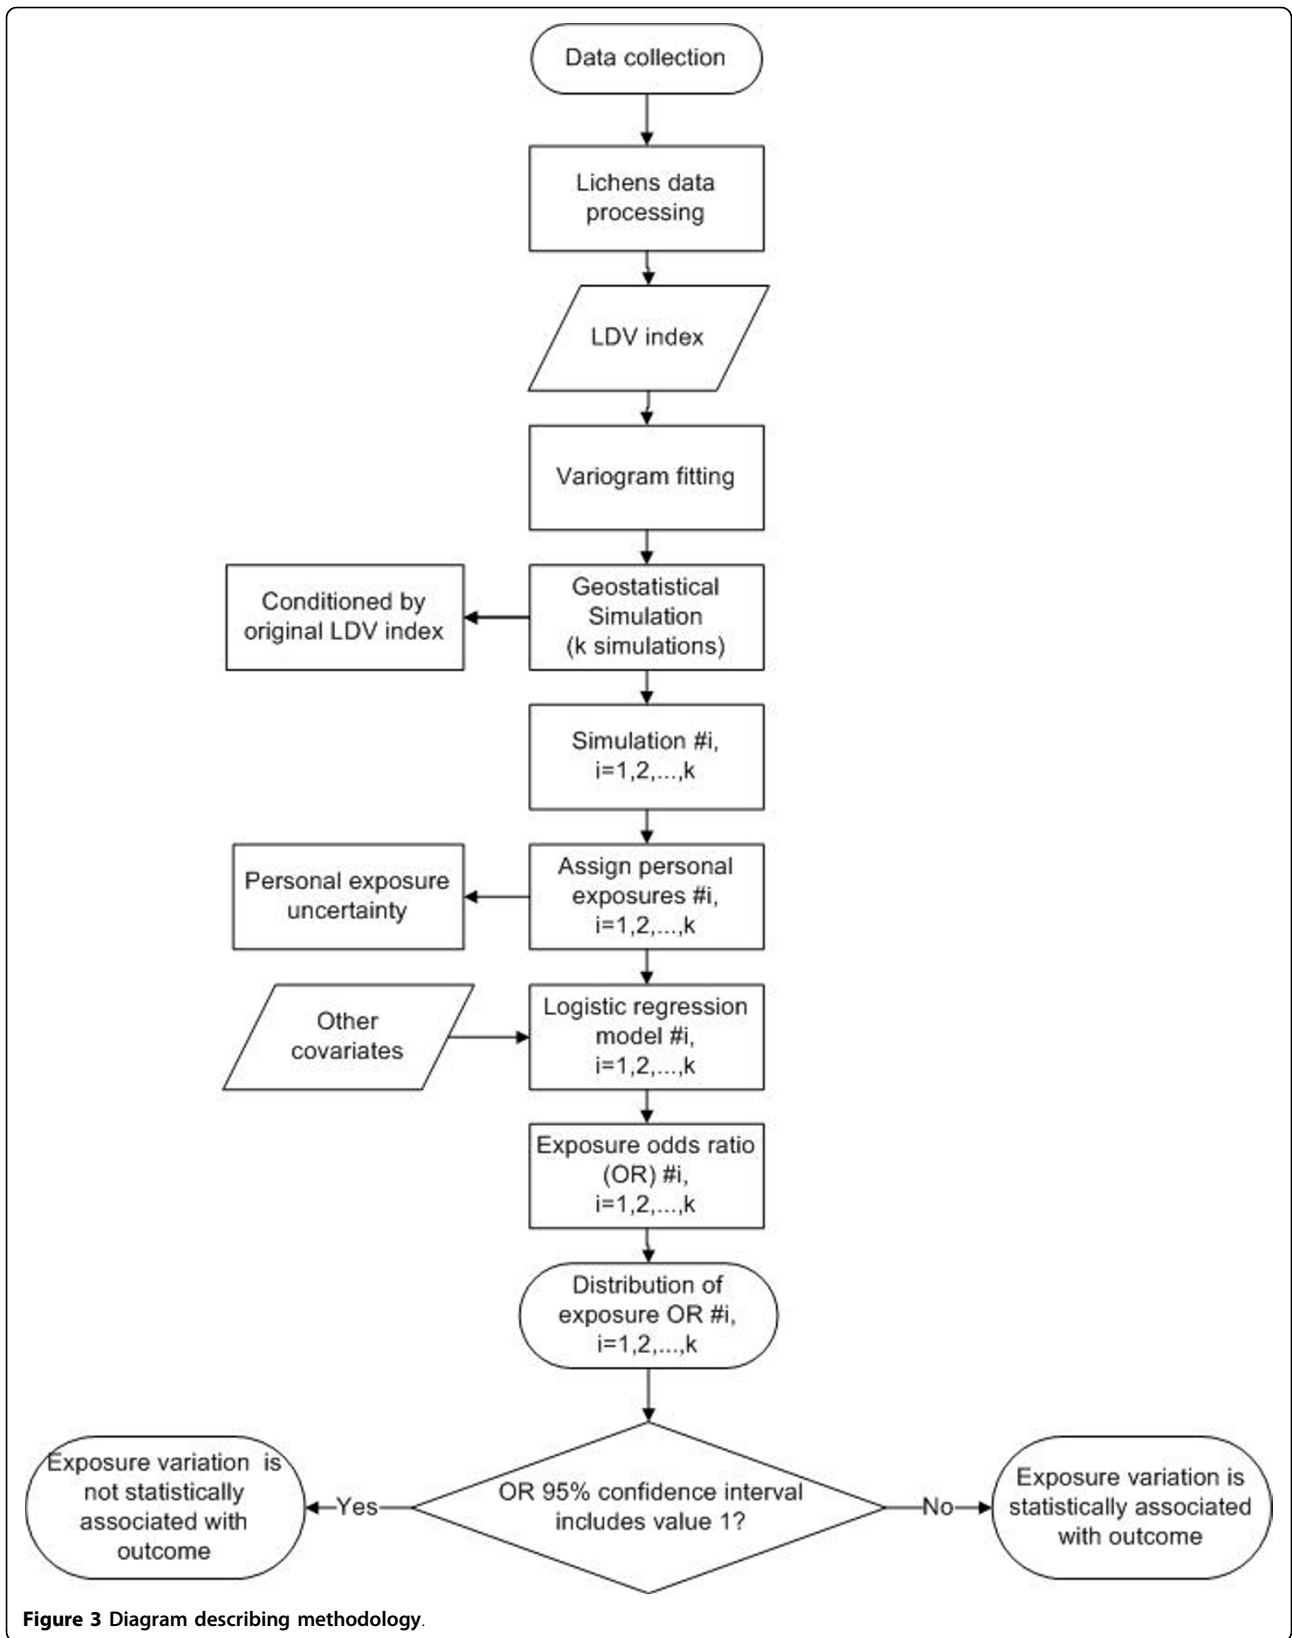 Data collection
Lichens data
processing
LDV index
Variogram fitting
Conditioned by
original LDV index
Geostatistical
Simulation
(k simulations)
Simulation #i,
i=1,2,...,k
Personal exposure
uncertainty
Assign personal
exposures #i,
i=1,2,...,k
Other
covariates
Logistic regression
model #i,
i=1,2,...,k
Exposure odds ratio
(OR) #i,
i=1,2,...,k
Distribution of
exposure OR #i,
i=1,2,...,k
Exposure variation is
not statistically
associated with
outcome
Yes
OR 95% confidence interval
includes value 1?
No
Exposure variation is
statistically associated
with outcome
Figure 3 Diagram describing methodology.